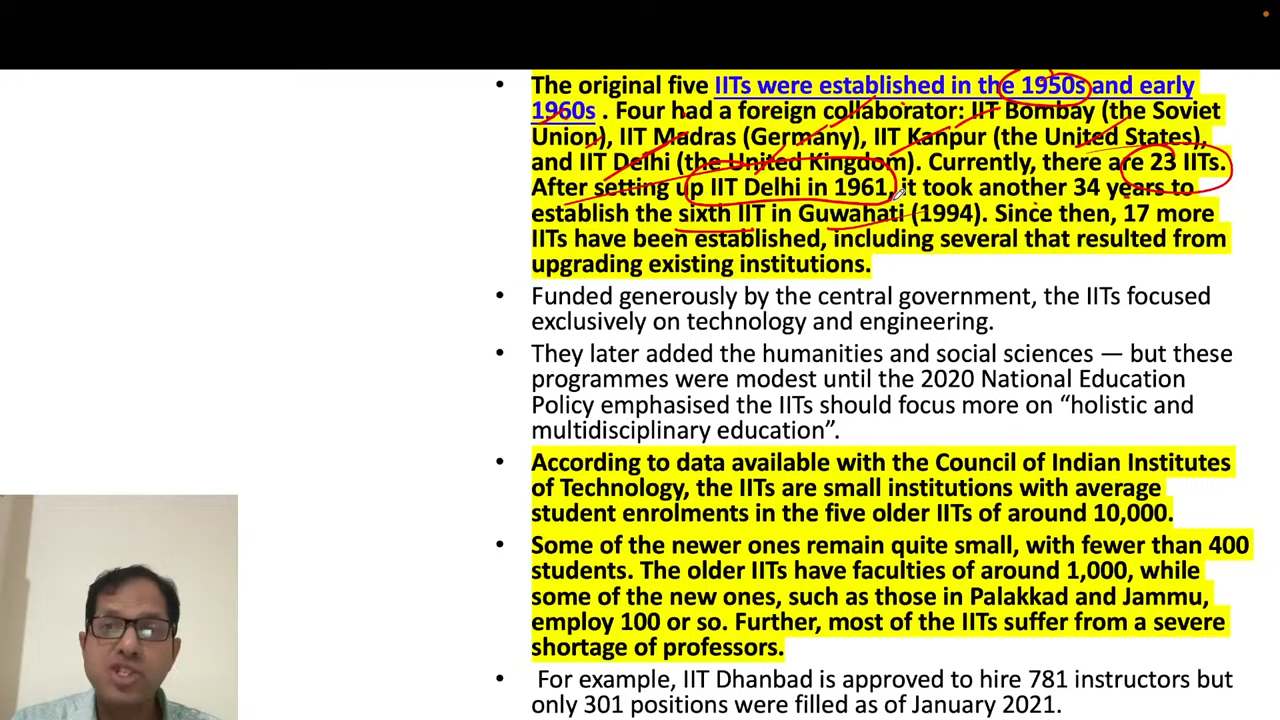 • The original five IITs were established in the 1950s and early
1960s . Four had a foreign collaborator: IIT Bombay (the Soviet
Union), IIT Madras (Germany), IIT Kanpur (the United States),
and IIT Delhi (the United Kingdom). Currently, there are 23 IITs.
After setting up IIT Delhi in 1961, it took another 34 years to
establish the sixth IIT in Guwahati (1994). Since then, 17 more
IITs have been established, including several that resulted from
upgrading existing institutions.
• Funded generously by the central government, the IITs focused
exclusively on technology and engineering.
• They later added the humanities and social sciences — but these
programmes were modest until the 2020 National Education
Policy emphasised the IITs should focus more on “holistic and
multidisciplinary education”.
• According to data available with the Council of Indian Institutes
of Technology, the IITs are small institutions with average
student enrolments in the five older IITs of around 10,000.
• Some of the newer ones remain quite small, with fewer than 400
students. The older IITs have faculties of around 1,000, while
some of the new ones, such as those in Palakkad and Jammu,
employ 100 or so. Further, most of the IITs suffer from a severe
shortage of professors.
• For example, IIT Dhanbad is approved to hire 781 instructors but
only 301 positions were filled as of January 2021.